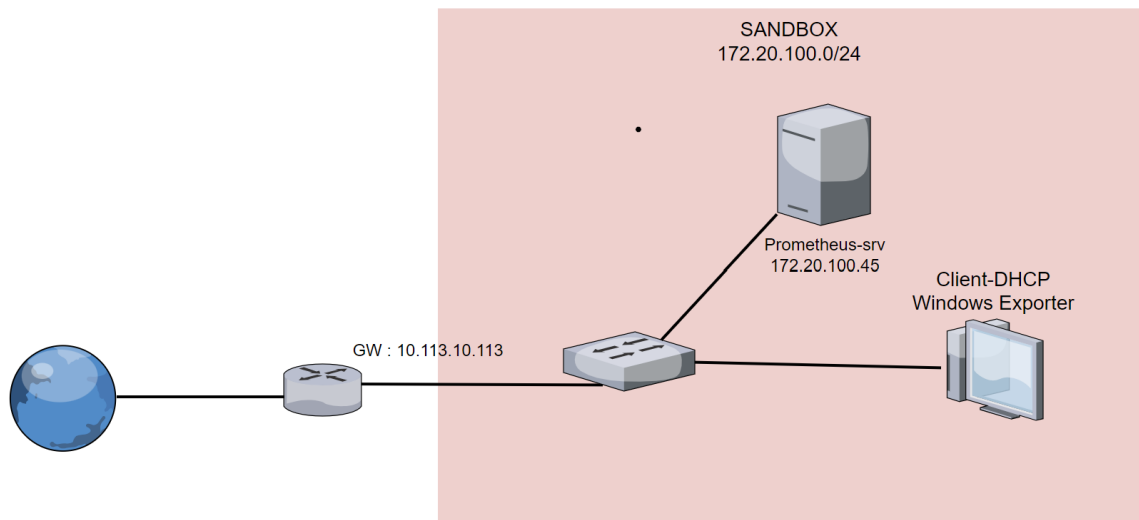 SANDBOX
172.20.100.0/24
Prometheus-srv
172.20.100.45
Client-DHCP
Windows Exporter
GW : 10.113.10.113